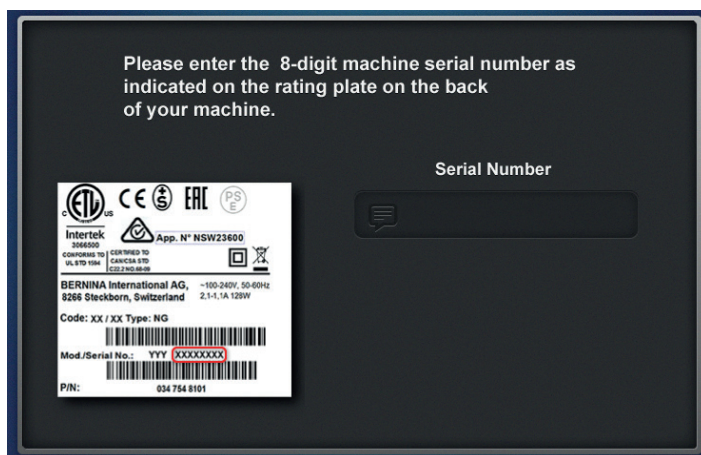 Please enter the  8-digit machine serial number as
indicated on the rating plate on the back
of your machine.
Serial Number
ETL
C
US
CE
S
EAC
PS
E
Intertek
3066500
App. N° NSW23600
CONFORMS TO
UL STD 1594
CERTIFIED TO
CAN/CSA STD
C22.2 NO.68-09
BERNINA International AG,
8266 Steckborn, Switzerland
~100-240V, 50-60Hz
2,1-1,1A 128W
Code: XX / XX Type: NG
Mod./Serial No.: YYY XXXXXXXX
P/N: 034 754 8101